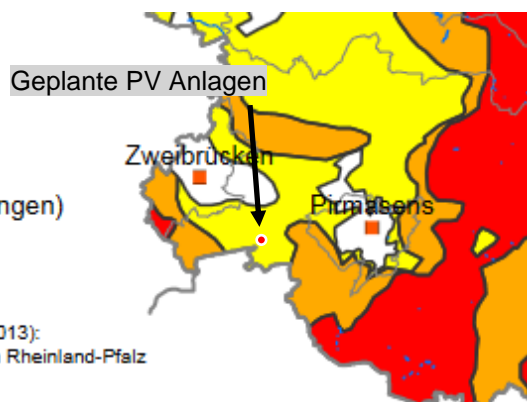 Geplante PV Anlagen
Zweibrücken
ngen)
Pirmasens
013):
Rheinland-Pfalz